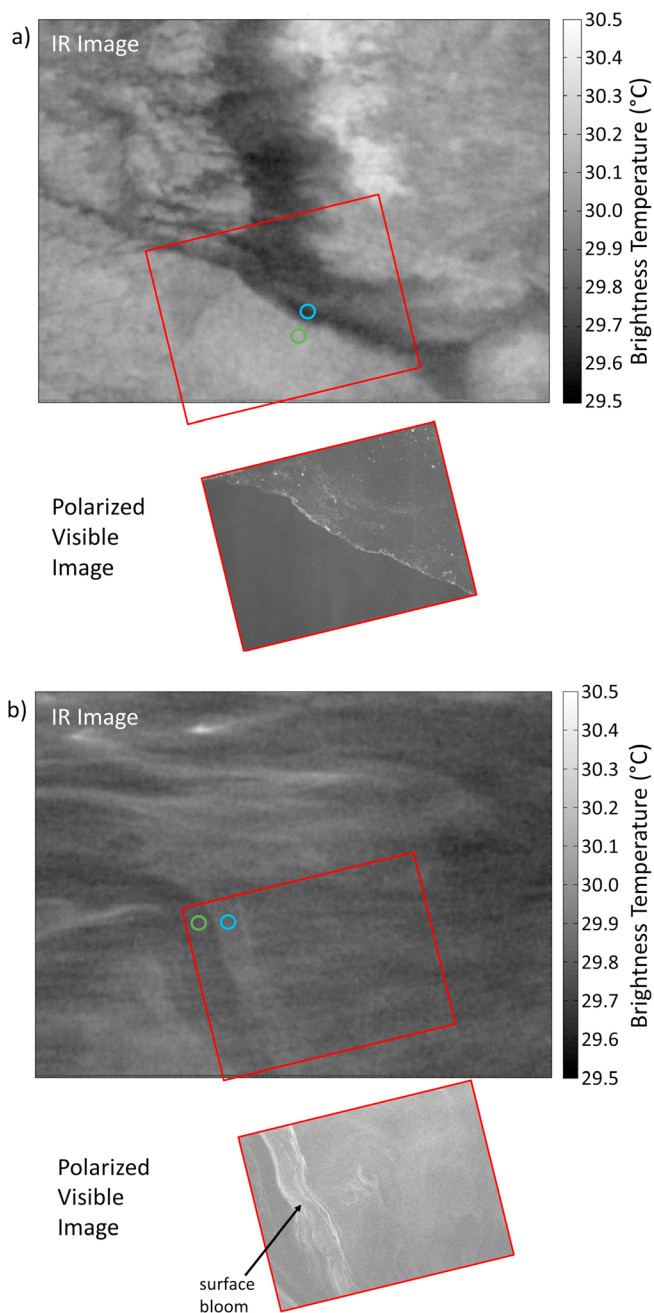 a)
IR Image
30.5
30.4
30.3
30.2
30.1
30.0
29.9
29.8
29.7
29.6
29.5
Brightness Temperature (°C)
Polarized
Visible
Image
b)
IR Image
30.5
30.4
30.3
30.2
30.1
30.0
29.9
29.8
29.7
29.6
29.5
Brightness Temperature (°C)
Polarized
Visible
Image
surface
bloom